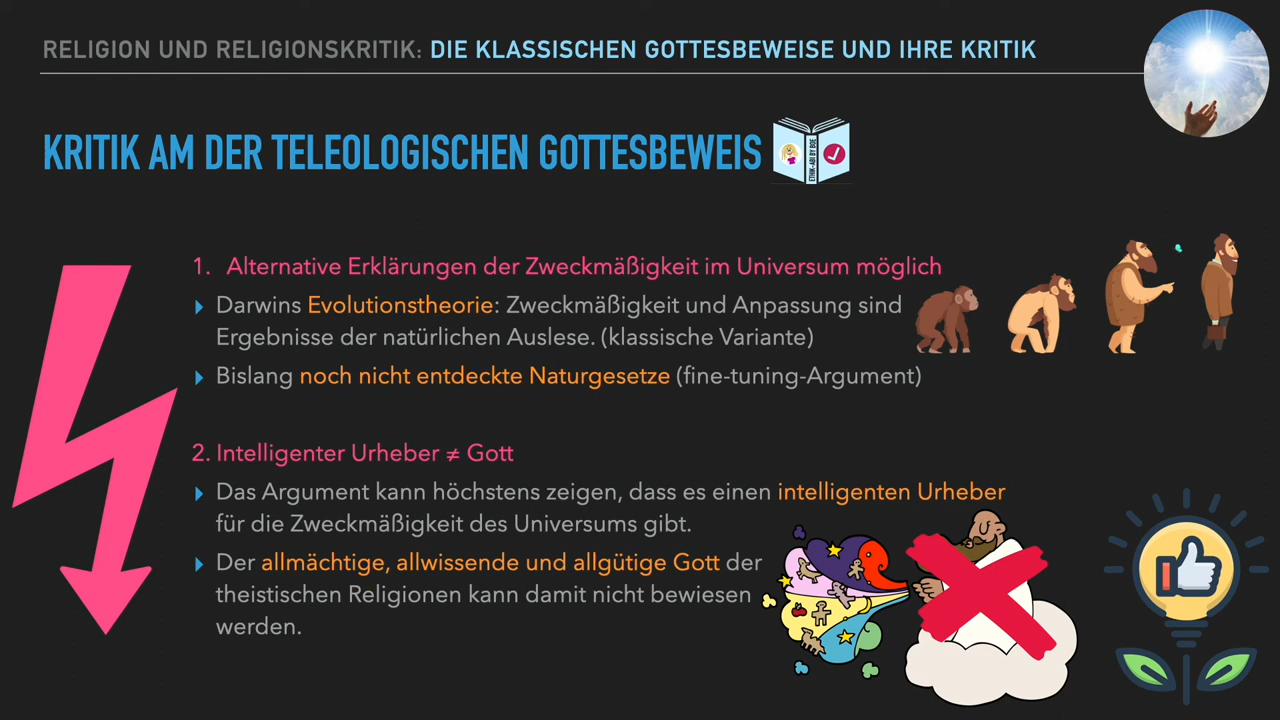 RELIGION UND RELIGIONSKRITIK: DIE KLASSISCHEN GOTTESBEWEISE UND IHRE KRITIK
KRITIK AM DER TELEOLOGISCHEN GOTTESBEWEIS
ETHIK-ABI BY BOE
1. Alternative Erklärungen der Zweckmäßigkeit im Universum möglich
Darwins Evolutionstheorie: Zweckmäßigkeit und Anpassung sind
Ergebnisse der natürlichen Auslese. (klassische Variante)
Bislang noch nicht entdeckte Naturgesetze (fine-tuning-Argument)
2. Intelligenter Urheber ≠ Gott
Das Argument kann höchstens zeigen, dass es einen intelligenten Urheber
für die Zweckmäßigkeit des Universums gibt.
Der allmächtige, allwissende und allgütige Gott der
theistischen Religionen kann damit nicht bewiesen
werden.